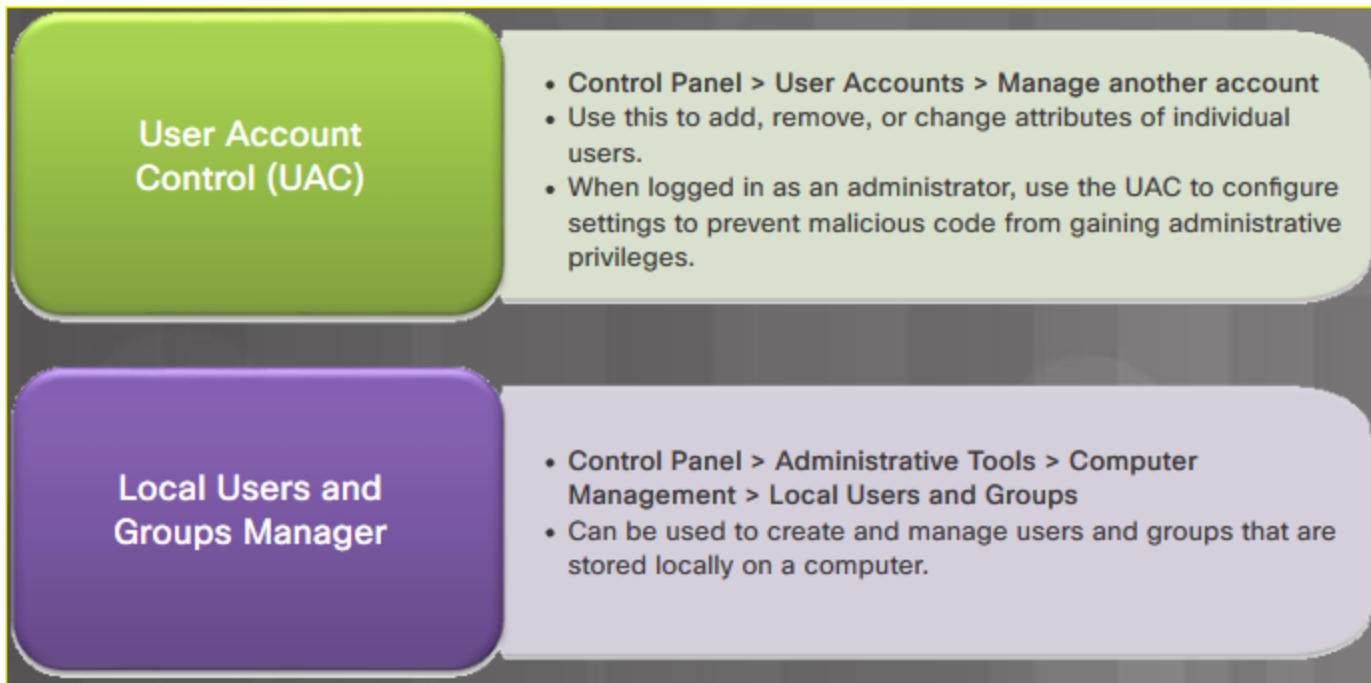 User Account
Control (UAC)
• Control Panel > User Accounts > Manage another account
• Use this to add, remove, or change attributes of individual
users.
• When logged in as an administrator, use the UAC to configure
settings to prevent malicious code from gaining administrative
privileges.
Local Users and
Groups Manager
• Control Panel > Administrative Tools > Computer
Management > Local Users and Groups
• Can be used to create and manage users and groups that are
stored locally on a computer.